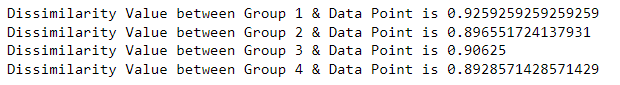 Dissimilarity Value between Group 1 & Data Point is 0.9259259259259259
Dissimilarity Value between Group 2 & Data Point is 0.896551724137931
Dissimilarity Value between Group 3 & Data Point is 0.90625
Dissimilarity Value between Group 4 & Data Point is 0.8928571428571429